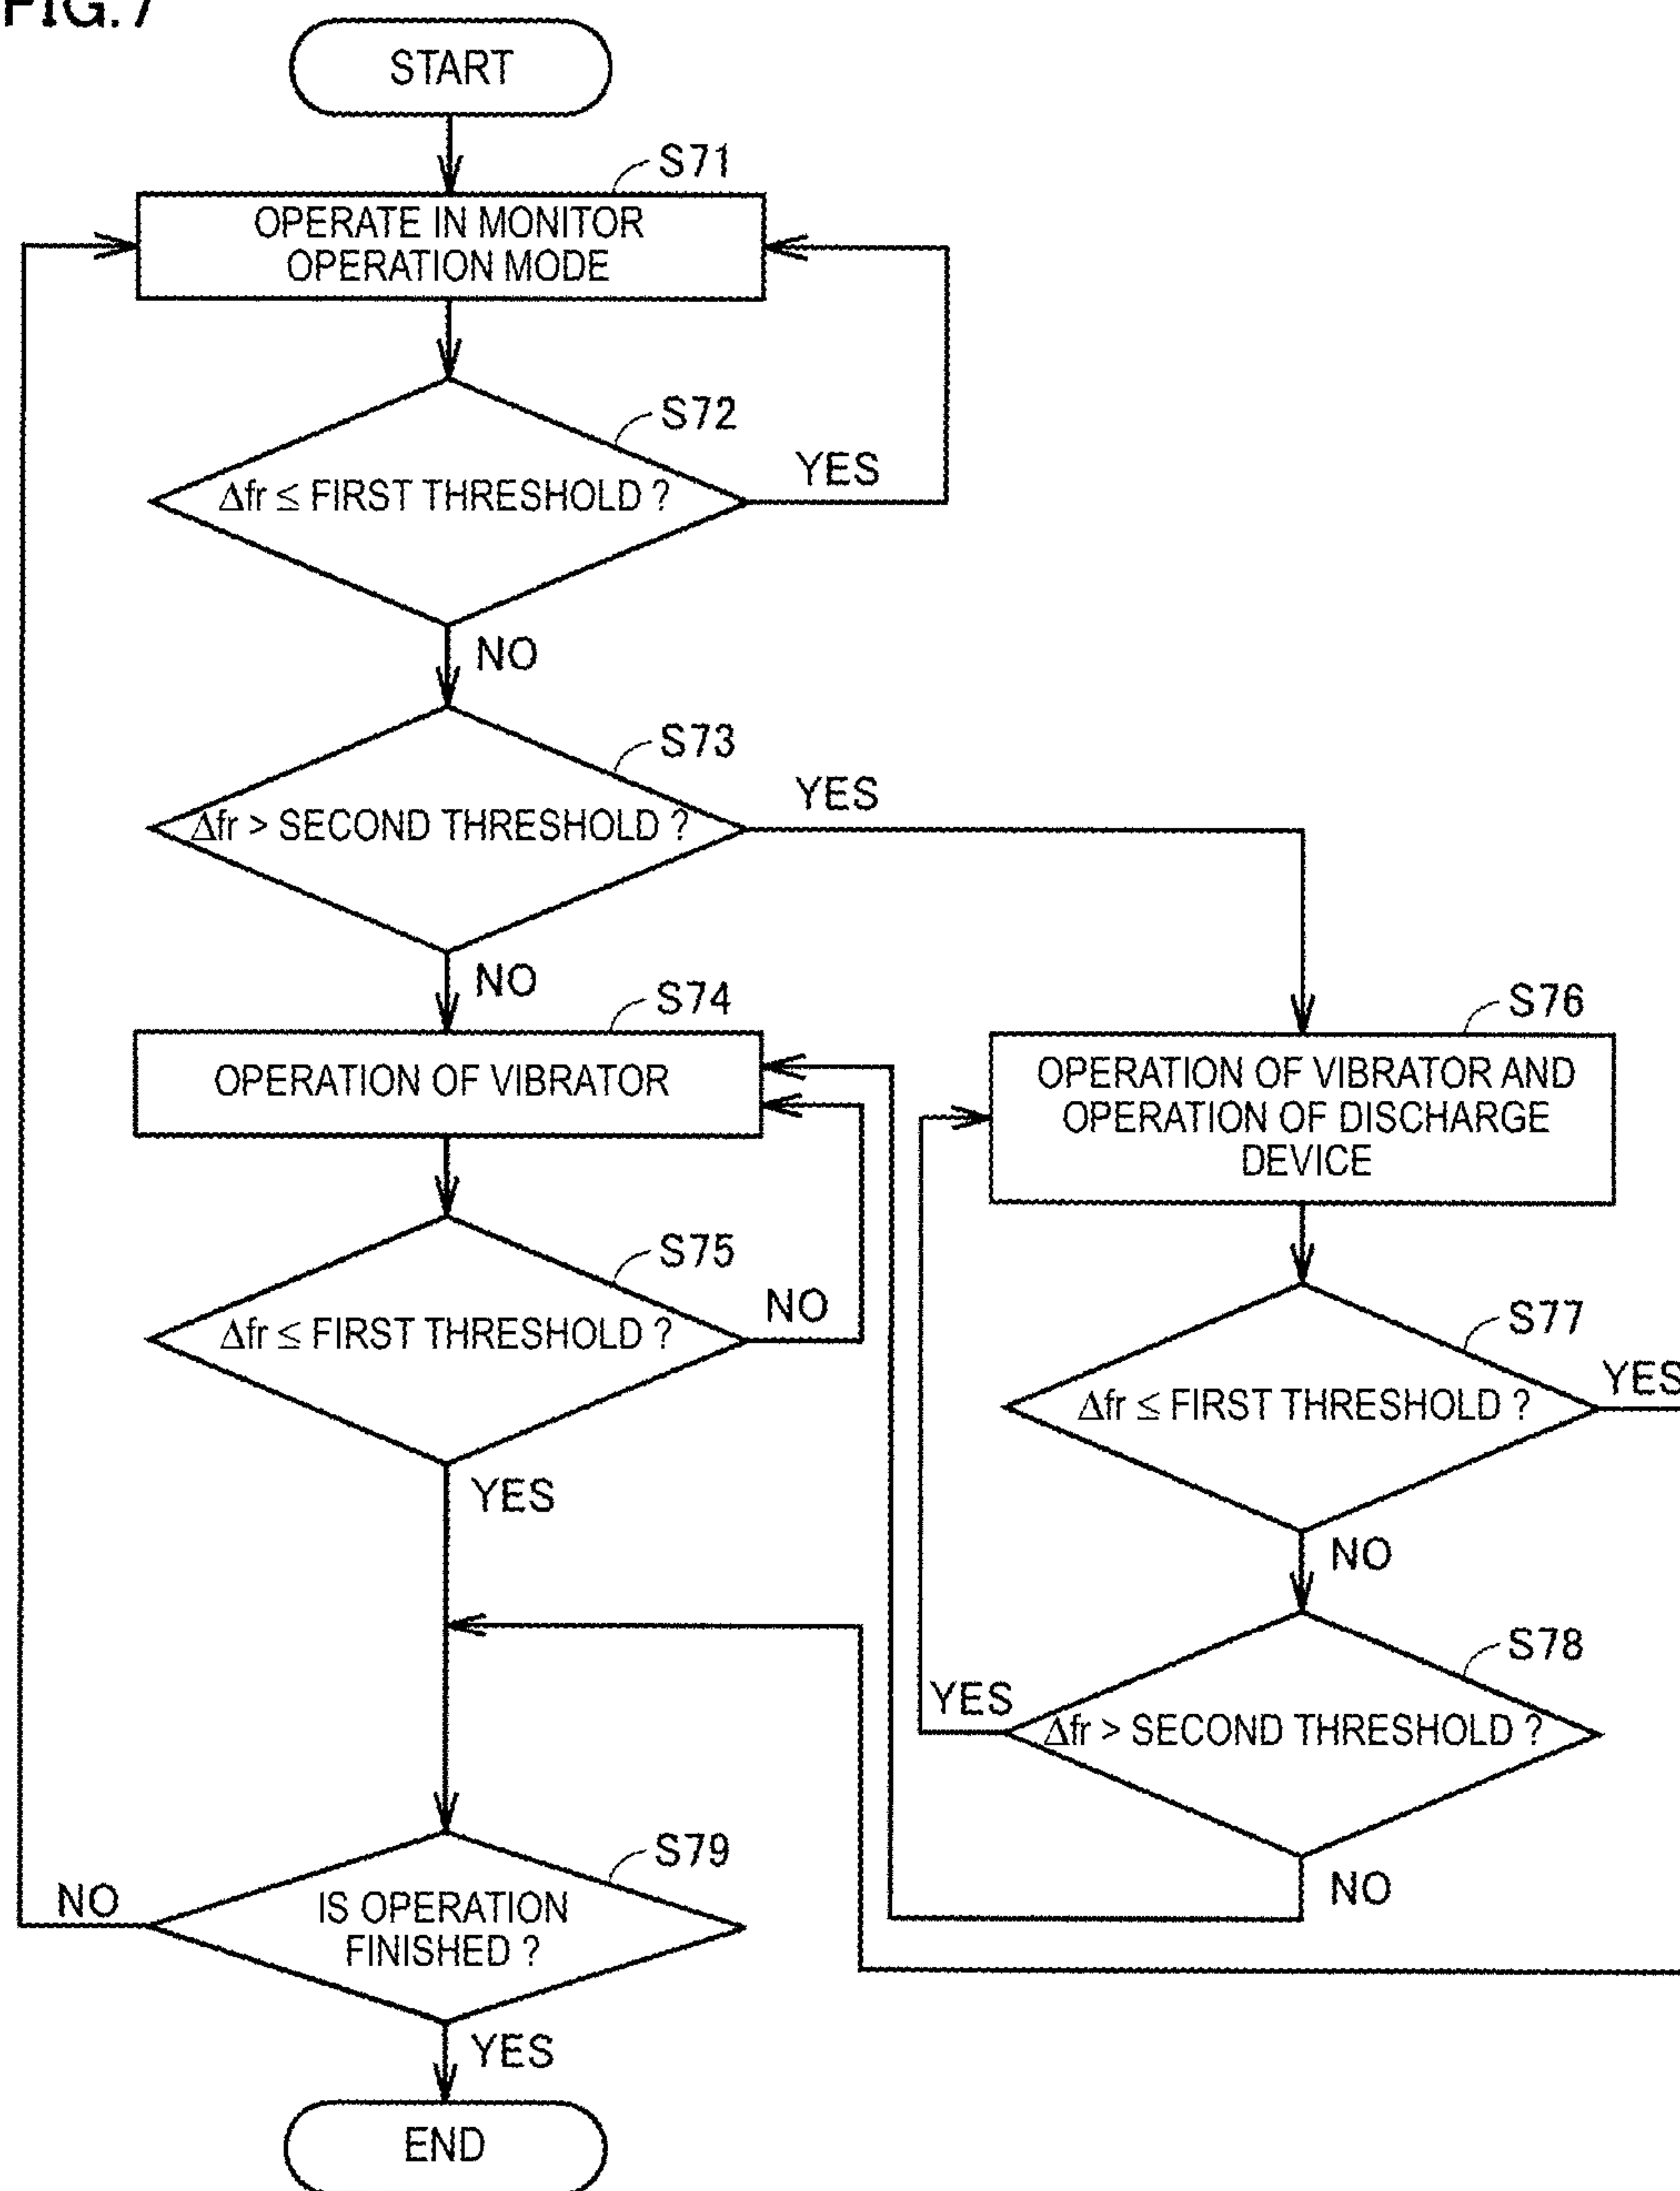 FIG. 7
START
S71
OPERATE IN MONITOR
OPERATION MODE
S72
Δfr ≤ FIRST THRESHOLD ?
YES
NO
S73
Δfr > SECOND THRESHOLD ?
YES
NO
S74
OPERATION OF VIBRATOR
S75
Δfr ≤ FIRST THRESHOLD ?
NO
YES
S76
OPERATION OF VIBRATOR AND
OPERATION OF DISCHARGE
DEVICE
S77
Δfr ≤ FIRST THRESHOLD ?
YES
NO
S78
Δfr > SECOND THRESHOLD ?
YES
NO
S79
IS OPERATION
FINISHED ?
NO
YES
END